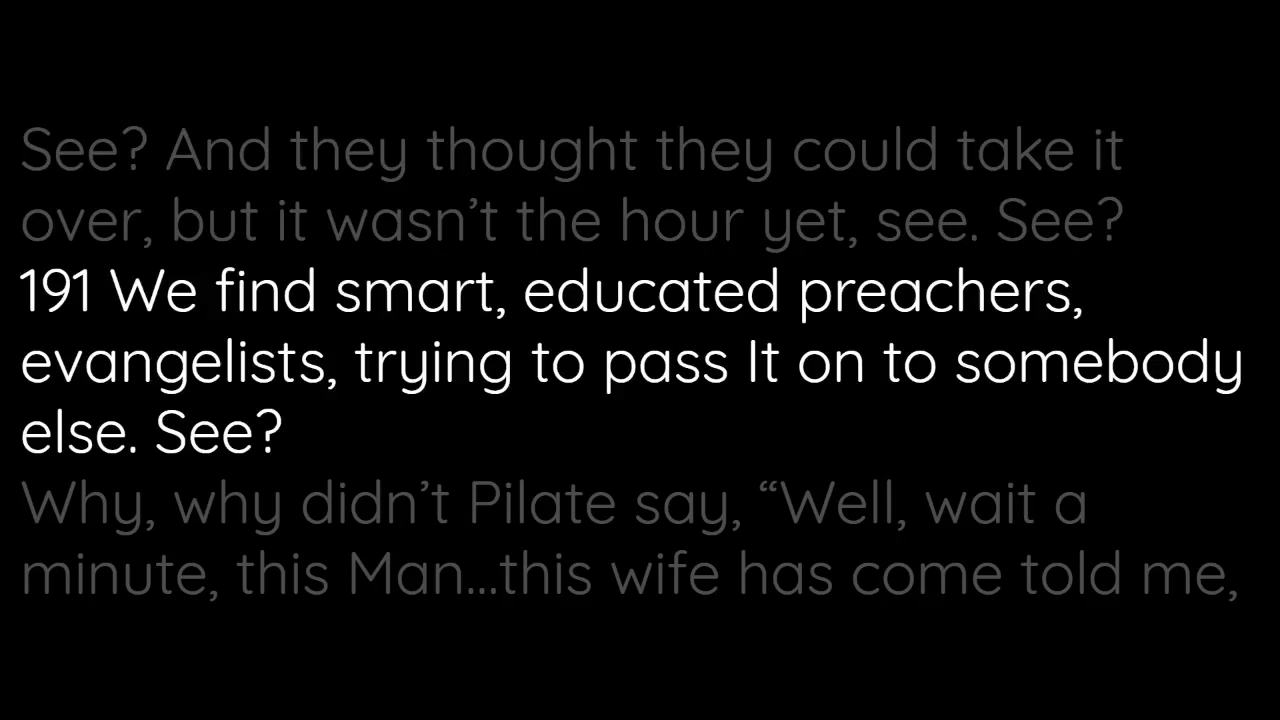 See? And they thought they could take it
over, but it wasn’t the hour yet, see. See?
191 We find smart, educated preachers,
evangelists, trying to pass It on to somebody
else. See?
Why, why didn’t Pilate say, “Well, wait a
minute, this Man...this wife has come told me,